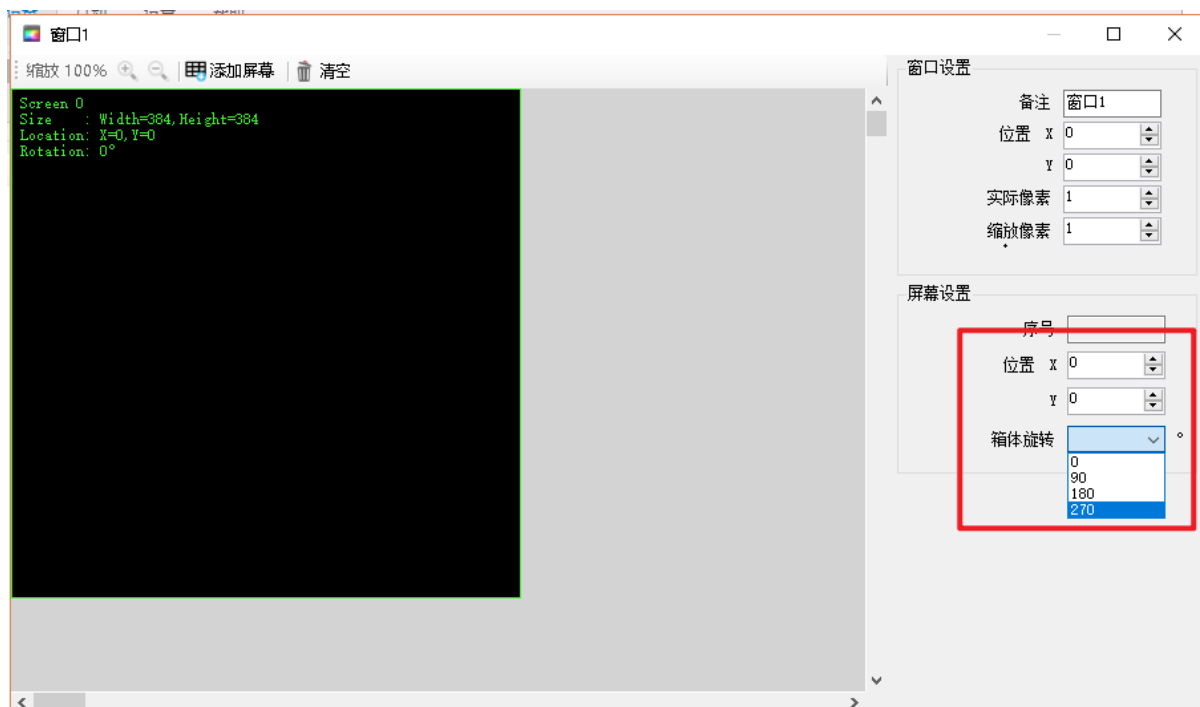 窗口1
缩放 100% 添加屏幕 清空
Screen 0
Size : Width=384,Height=384
Location: X=0,Y=0
Rotation: 0°
窗口设置
备注 窗口1
位置 X 0
Y 0
实际像素 1
缩放像素 1
屏幕设置
序号
位置 X 0
Y 0
箱体旋转 °
0
90
180
270